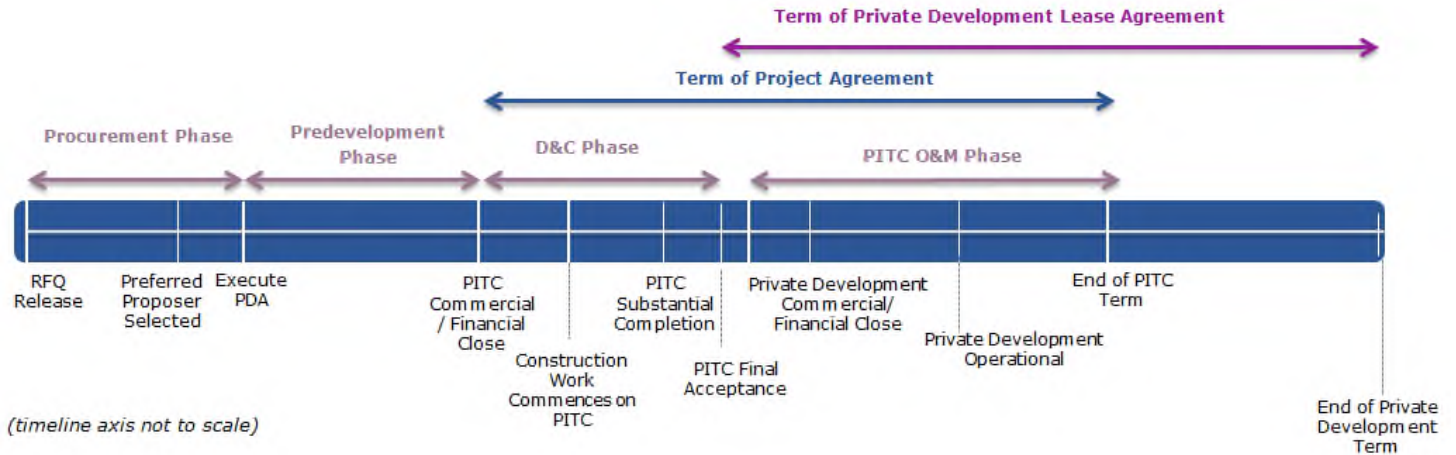 Term of Private Development Lease Agreement
Term of Project Agreement
Procurement Phase
Predevelopment
Phase
D&C Phase
PITC O&M Phase
RFQ
Release
Preferred
Proposer
Selected
Execute
PDA
PITC
Commercial
/ Financial
Close
Construction
Work
Commences on
PITC
PITC
Substantial
Completion
PITC Final
Acceptance
Private Development
Commercial/
Financial Close
Private Development
Operational
End of PITC
Term
End of Private
Development
Term
(timeline axis not to scale)